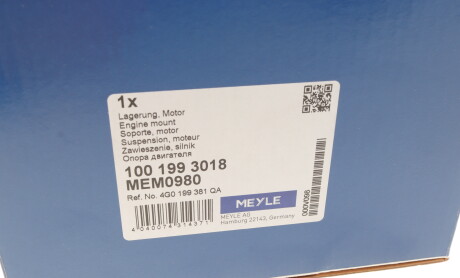 1x
Lagerung, Motor
Engine mount
Soporte, motor
Suspension, moteur
Zawieszenie, silnik
Опора двигателя
100 199 3018
MEM0980
Ref. No. 4G0 199 381 QA
MEYLE
MEYLE AG
Hamburg 22143, Germany